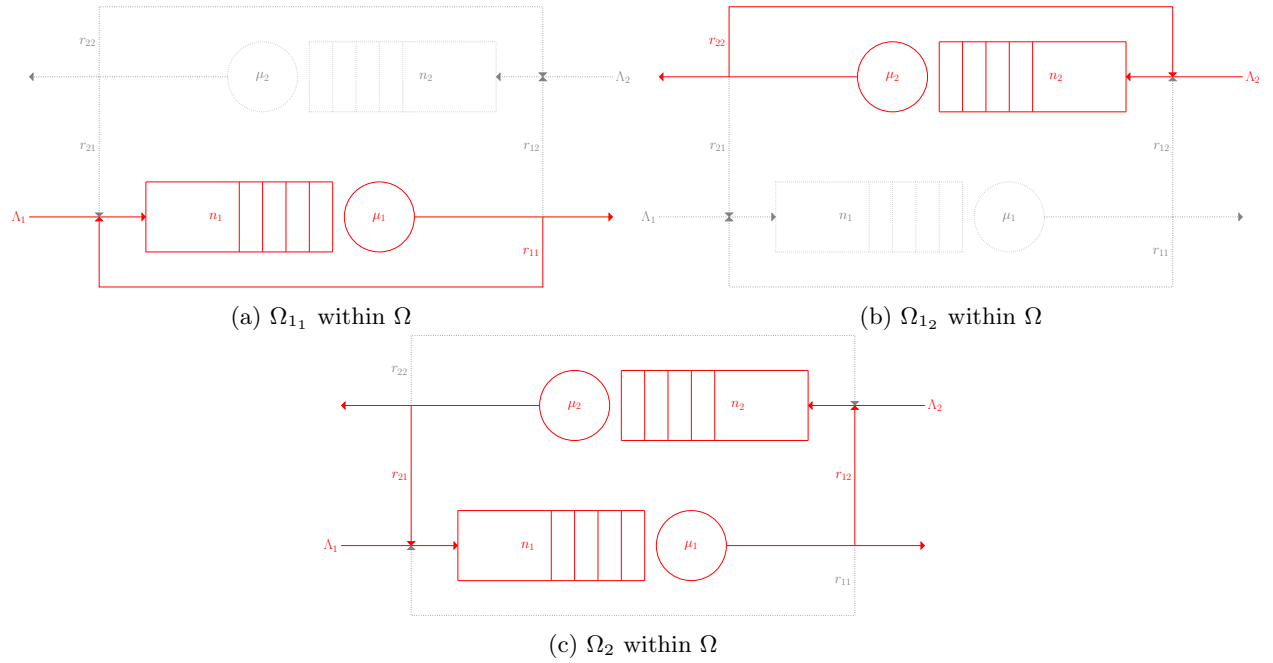 r₂₂
μ₂ n₂ Λ₂
r₂₁ r₁₂
Λ₁ n₁ μ₁
r₁₁
(a) Ω₁₁ within Ω
r₂₂
μ₂ n₂ Λ₂
r₂₁ r₁₂
Λ₁ n₁ μ₁
r₁₁
(b) Ω₁₂ within Ω
r₂₂
μ₂ n₂ Λ₂
r₂₁ r₁₂
Λ₁ n₁ μ₁
r₁₁
(c) Ω₂ within Ω